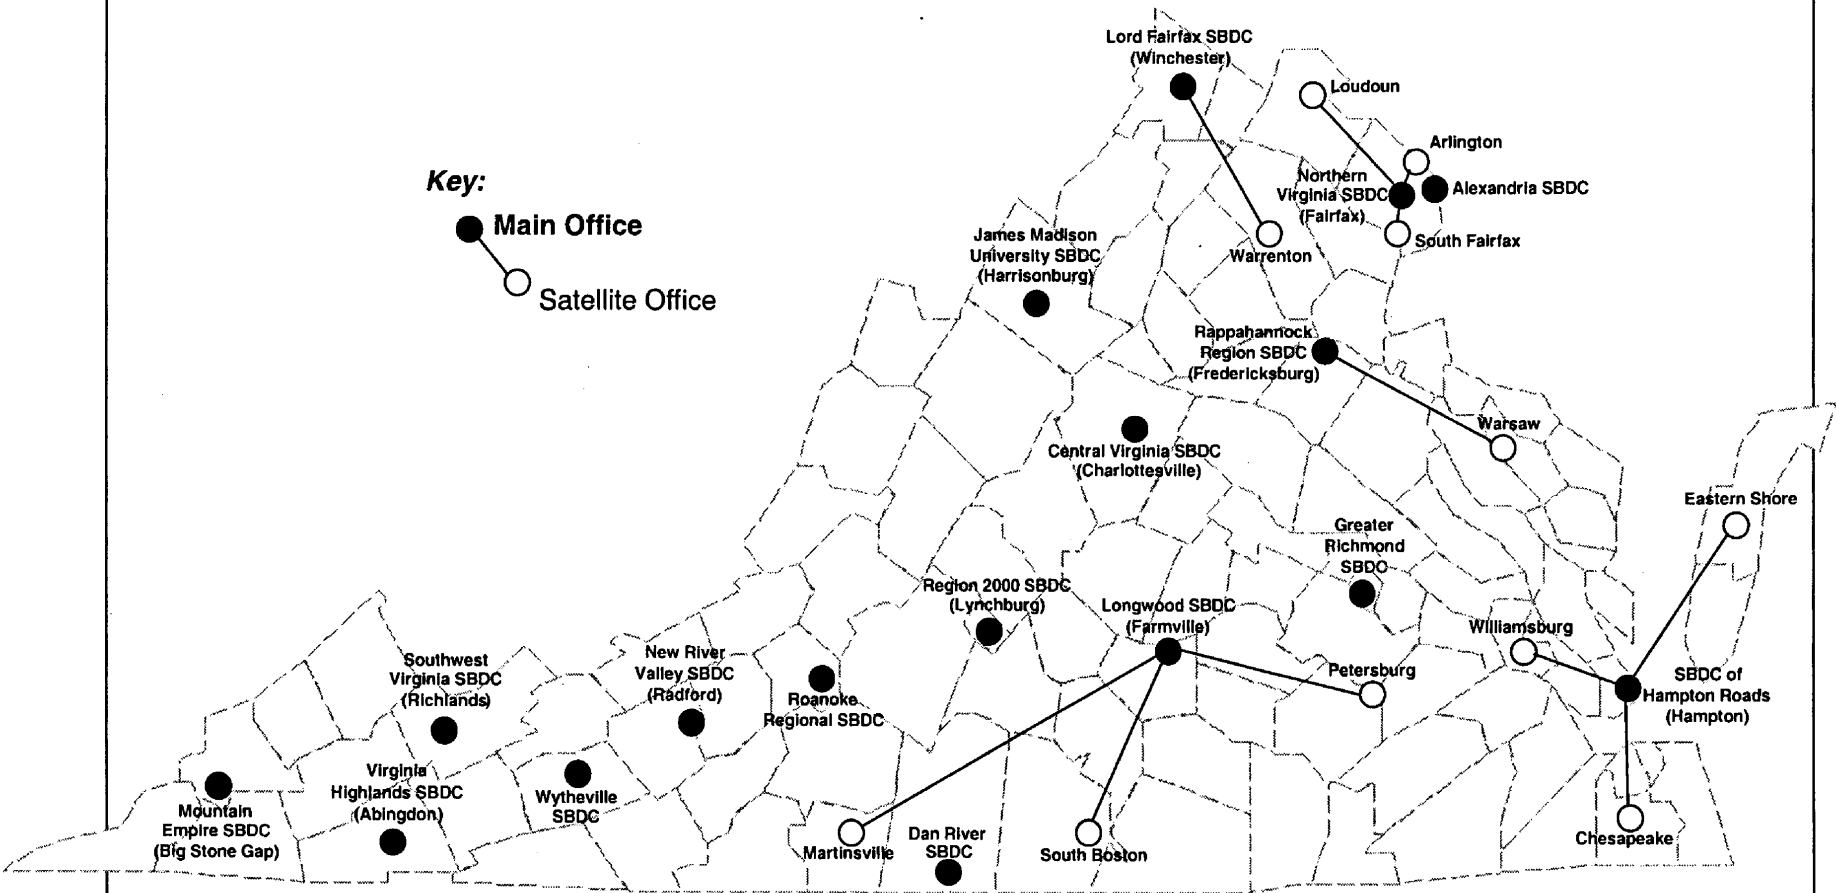 Lord Fairfax SBDC
(Winchester)
Loudoun
Arlington
Key:
Northern
Virginia SBDC
(Fairfax)
Alexandria SBDC
Main Office
South Fairfax
James Madison
University SBDC
(Harrisonburg)
Warrenton
Satellite Office
Rappahannock
Region SBDC
(Fredericksburg)
Warsaw
Central Virginia SBDC
(Charlottesville)
Eastern Shore
Greater
Richmond
SBDC
Region 2000 SBDC
(Lynchburg)
Longwood SBDC
(Farmville)
Williamsburg
Southwest
Virginia SBDC
(Richlands)
New River
Valley SBDC
(Radford)
Roanoke
Regional SBDC
Petersburg
SBDC of
Hampton Roads
(Hampton)
Virginia
Highlands SBDC
(Abingdon)
Wytheville
SBDC
Mountain
Empire SBDC
(Big Stone Gap)
Martinsville
Dan River
SBDC
South Boston
Chesapeake